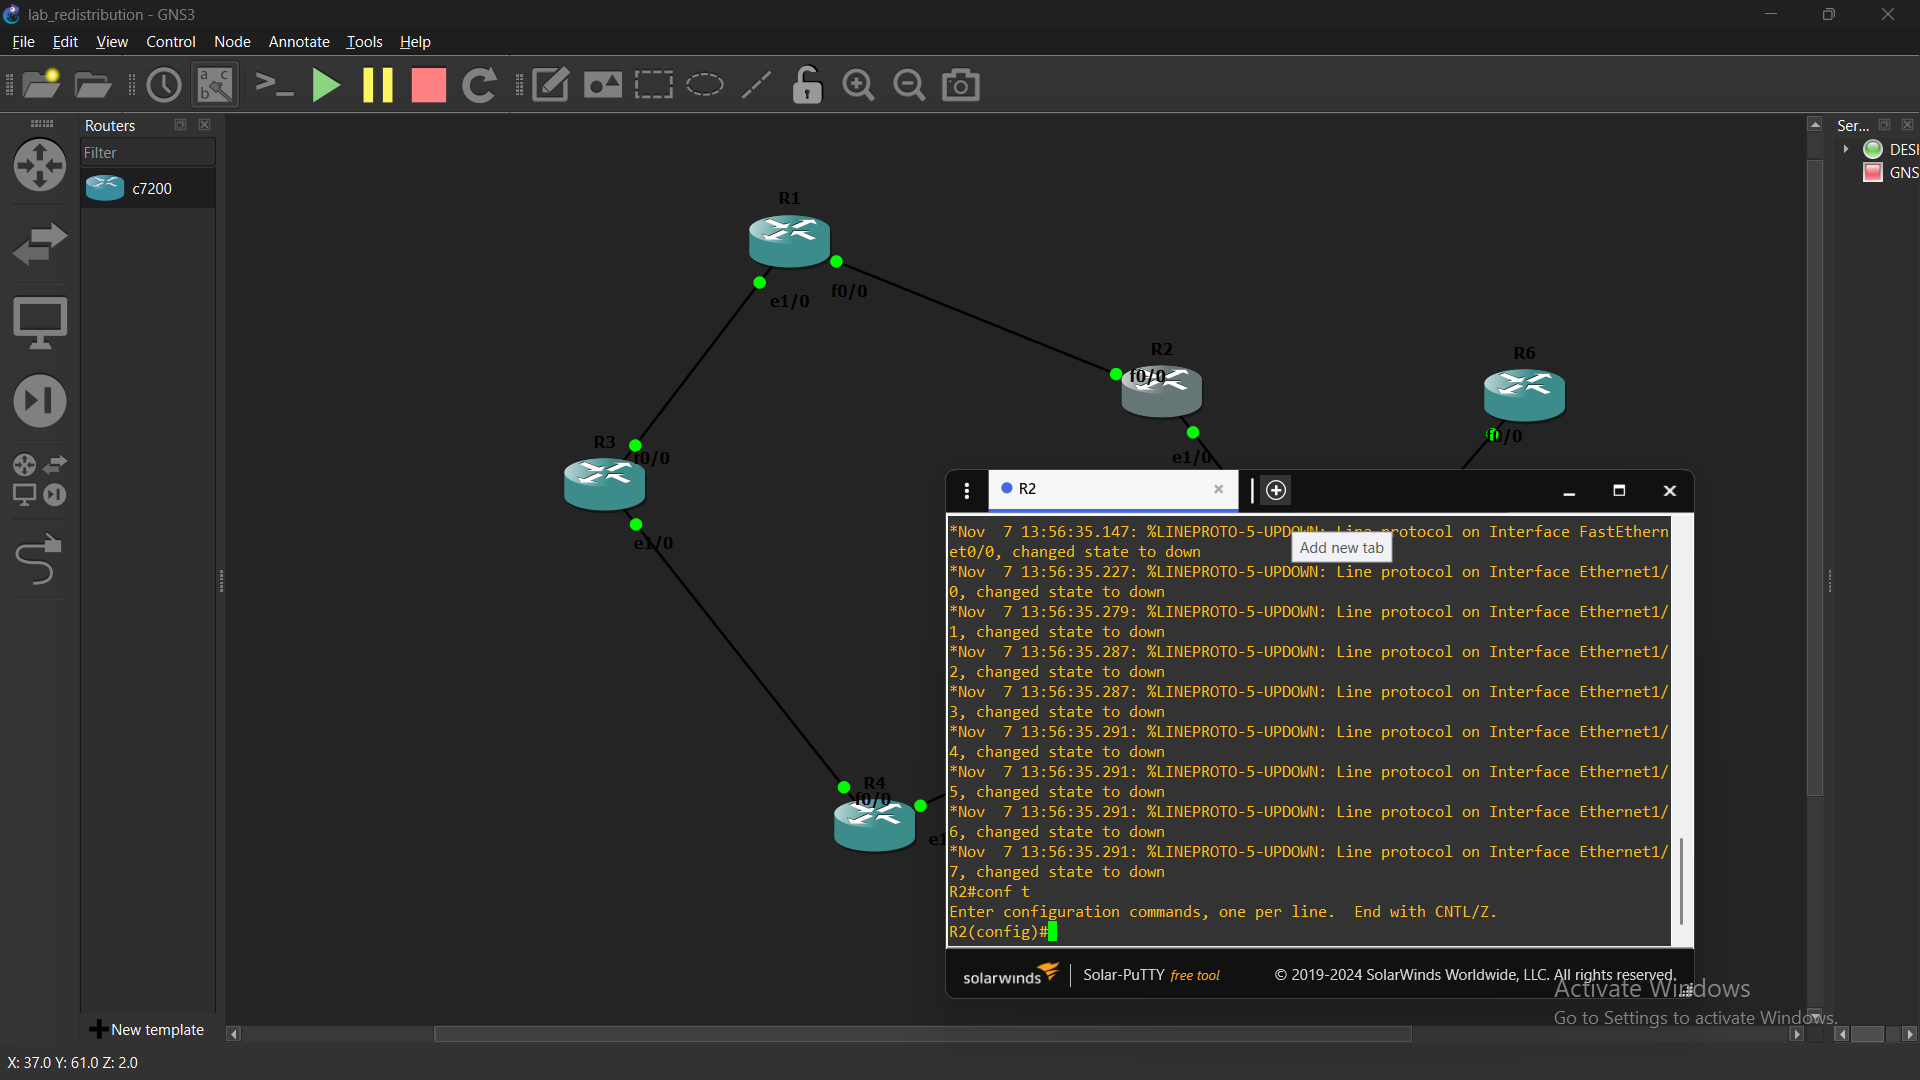 lab_redistribution - GNS3
File Edit View Control Node Annotate Tools Help
Routers
Filter
c7200
R1
e1/0
f0/0
R2
f0/0
e1/0
R6
f0/0
R3
f0/0
e1/0
R4
f0/0
Ser...
R2
Add new tab
*Nov  7 13:56:35.147: %LINEPROTO-5-UPDOWN: Line protocol on Interface FastEthern
et0/0, changed state to down
*Nov  7 13:56:35.227: %LINEPROTO-5-UPDOWN: Line protocol on Interface Ethernet1/
0, changed state to down
*Nov  7 13:56:35.279: %LINEPROTO-5-UPDOWN: Line protocol on Interface Ethernet1/
1, changed state to down
*Nov  7 13:56:35.287: %LINEPROTO-5-UPDOWN: Line protocol on Interface Ethernet1/
2, changed state to down
*Nov  7 13:56:35.287: %LINEPROTO-5-UPDOWN: Line protocol on Interface Ethernet1/
3, changed state to down
*Nov  7 13:56:35.291: %LINEPROTO-5-UPDOWN: Line protocol on Interface Ethernet1/
4, changed state to down
*Nov  7 13:56:35.291: %LINEPROTO-5-UPDOWN: Line protocol on Interface Ethernet1/
5, changed state to down
*Nov  7 13:56:35.291: %LINEPROTO-5-UPDOWN: Line protocol on Interface Ethernet1/
6, changed state to down
*Nov  7 13:56:35.291: %LINEPROTO-5-UPDOWN: Line protocol on Interface Ethernet1/
7, changed state to down
R2#conf t
Enter configuration commands, one per line.  End with CNTL/Z.
R2(config)#
solarwinds Solar-PuTTY free tool © 2019-2024 SolarWinds Worldwide, LLC. All rights reserved.
Activate Windows
Go to Settings to activate Windows.
New template
X: 37.0 Y: 61.0 Z: 2.0